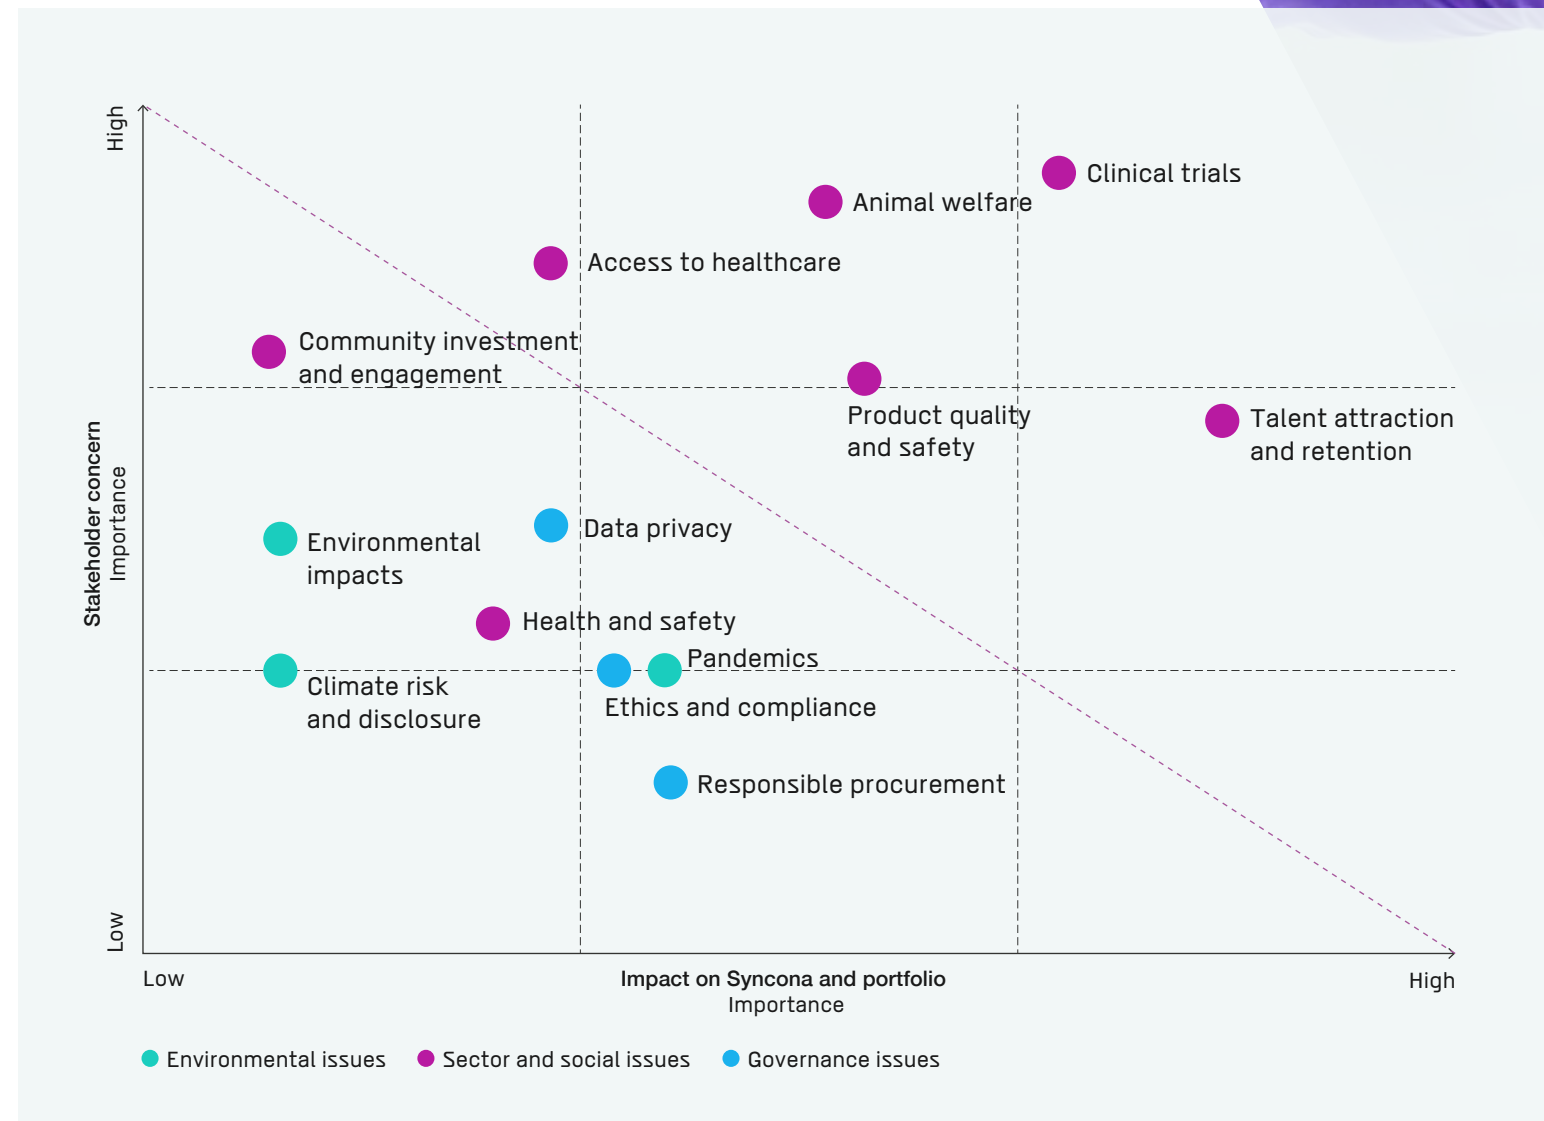 High
Clinical trials
Animal welfare
Access to healthcare
Community investment
and engagement
Product quality
and safety
Talent attraction
and retention
Stakeholder concern
Importance
Data privacy
Environmental
impacts
Health and safety
Pandemics
Climate risk
and disclosure
Ethics and compliance
Responsible procurement
Low
Low
Impact on Syncona and portfolio
High
Importance
Environmental issues
Sector and social issues
Governance issues